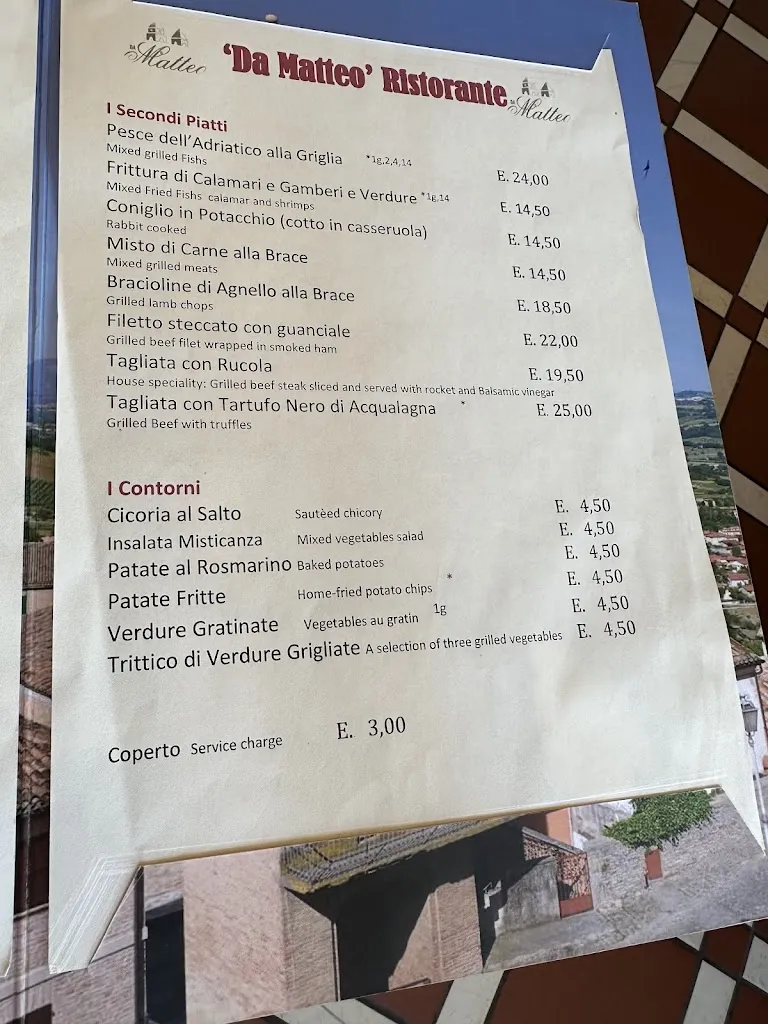 DA Matteo
'Da Matteo' Ristorante
DA Matteo
I Secondi Piatti
Pesce dell'Adriatico alla Griglia *1g,2,4,14 E. 24,00
Mixed grilled Fishs
Frittura di Calamari e Gamberi e Verdure *1g,14 E. 14,50
Mixed Fried Fishs calamar and shrimps
Coniglio in Potacchio (cotto in casseruola) E. 14,50
Rabbit cooked
Misto di Carne alla Brace E. 14,50
Mixed grilled meats
Bracioline di Agnello alla Brace E. 18,50
Grilled lamb chops
Filetto steccato con guanciale E. 22,00
Grilled beef filet wrapped in smoked ham
Tagliata con Rucola E. 19,50
House speciality: Grilled beef steak sliced and served with rocket and Balsamic vinegar
Tagliata con Tartufo Nero di Acqualagna * E. 25,00
Grilled Beef with truffles
I Contorni
Cicoria al Salto Sautèed chicory E. 4,50
Insalata Misticanza Mixed vegetables salad E. 4,50
Patate al Rosmarino Baked potatoes E. 4,50
Patate Fritte Home-fried potato chips * E. 4,50
Verdure Gratinate Vegetables au gratin 1g E. 4,50
Trittico di Verdure Grigliate A selection of three grilled vegetables E. 4,50
Coperto Service charge E. 3,00